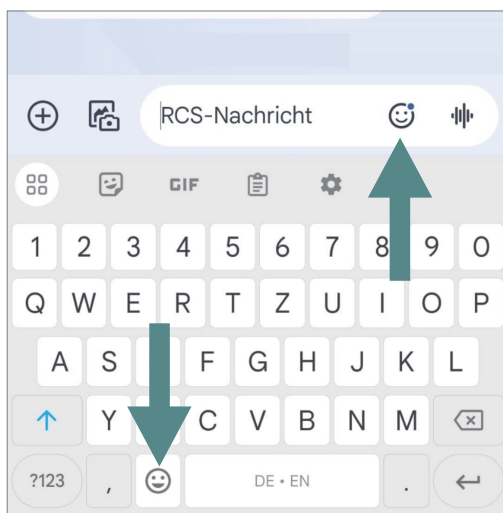 RCS-Nachricht
GIF
1 2 3 4 5 6 7 8 9 0
Q W E R T Z U I O P
A S F G H J K L
Y C V B N M
?123 , DE • EN .